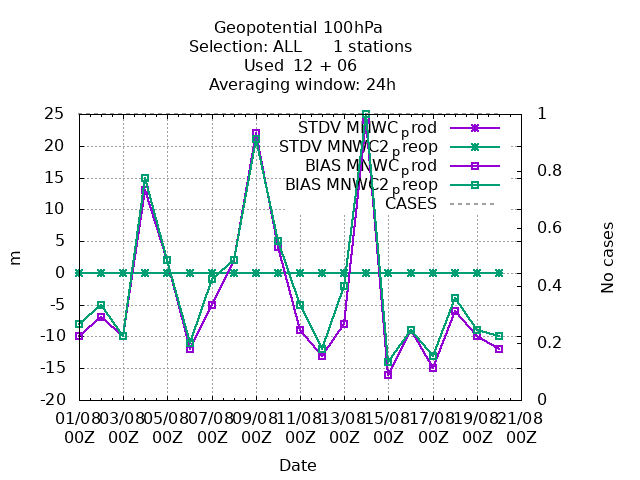 Geopotential 100hPa
Selection: ALL 1 stations
Used 12 + 06
Averaging window: 24h
25
20
15
10
5
0
-5
-10
-15
-20
m
STDV MNWC_prod
STDV MNWC2_preop
BIAS MNWC_prod
BIAS MNWC2_preop
CASES
1
0.8
0.6
0.4
0.2
0
No cases
01/08 03/08 05/08 07/08 09/08 11/08 13/08 15/08 17/08 19/08 21/08
00Z 00Z 00Z 00Z 00Z 00Z 00Z 00Z 00Z 00Z 00Z
Date